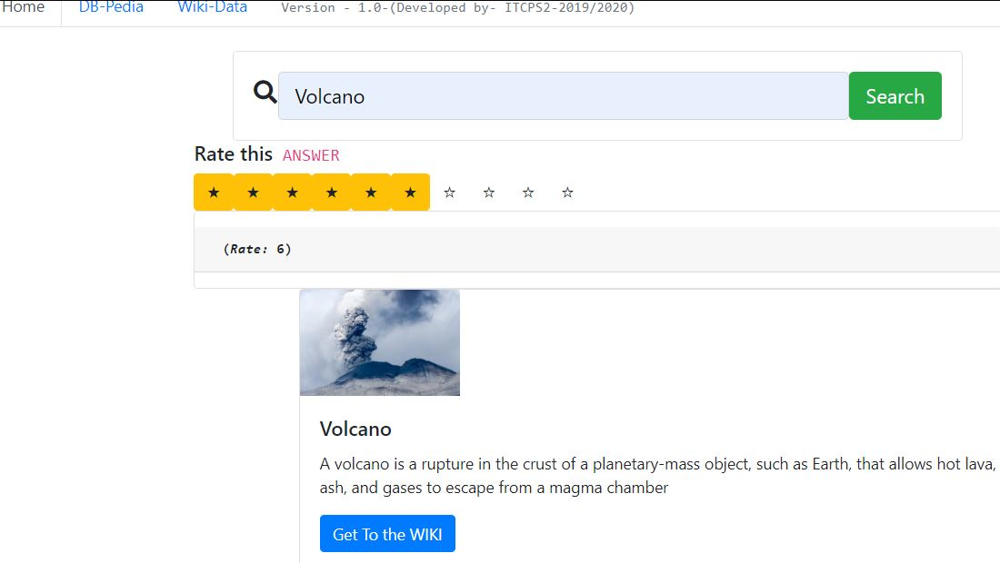 Home DB-Pedia Wiki-Data Version - 1.0-(Developed by- ITCPS2-2019/2020)
Volcano Search
Rate this ANSWER
★ ★ ★ ★ ★ ★ ☆ ☆ ☆ ☆
(Rate: 6)
Volcano
A volcano is a rupture in the crust of a planetary-mass object, such as Earth, that allows hot lava,
ash, and gases to escape from a magma chamber
Get To the WIKI